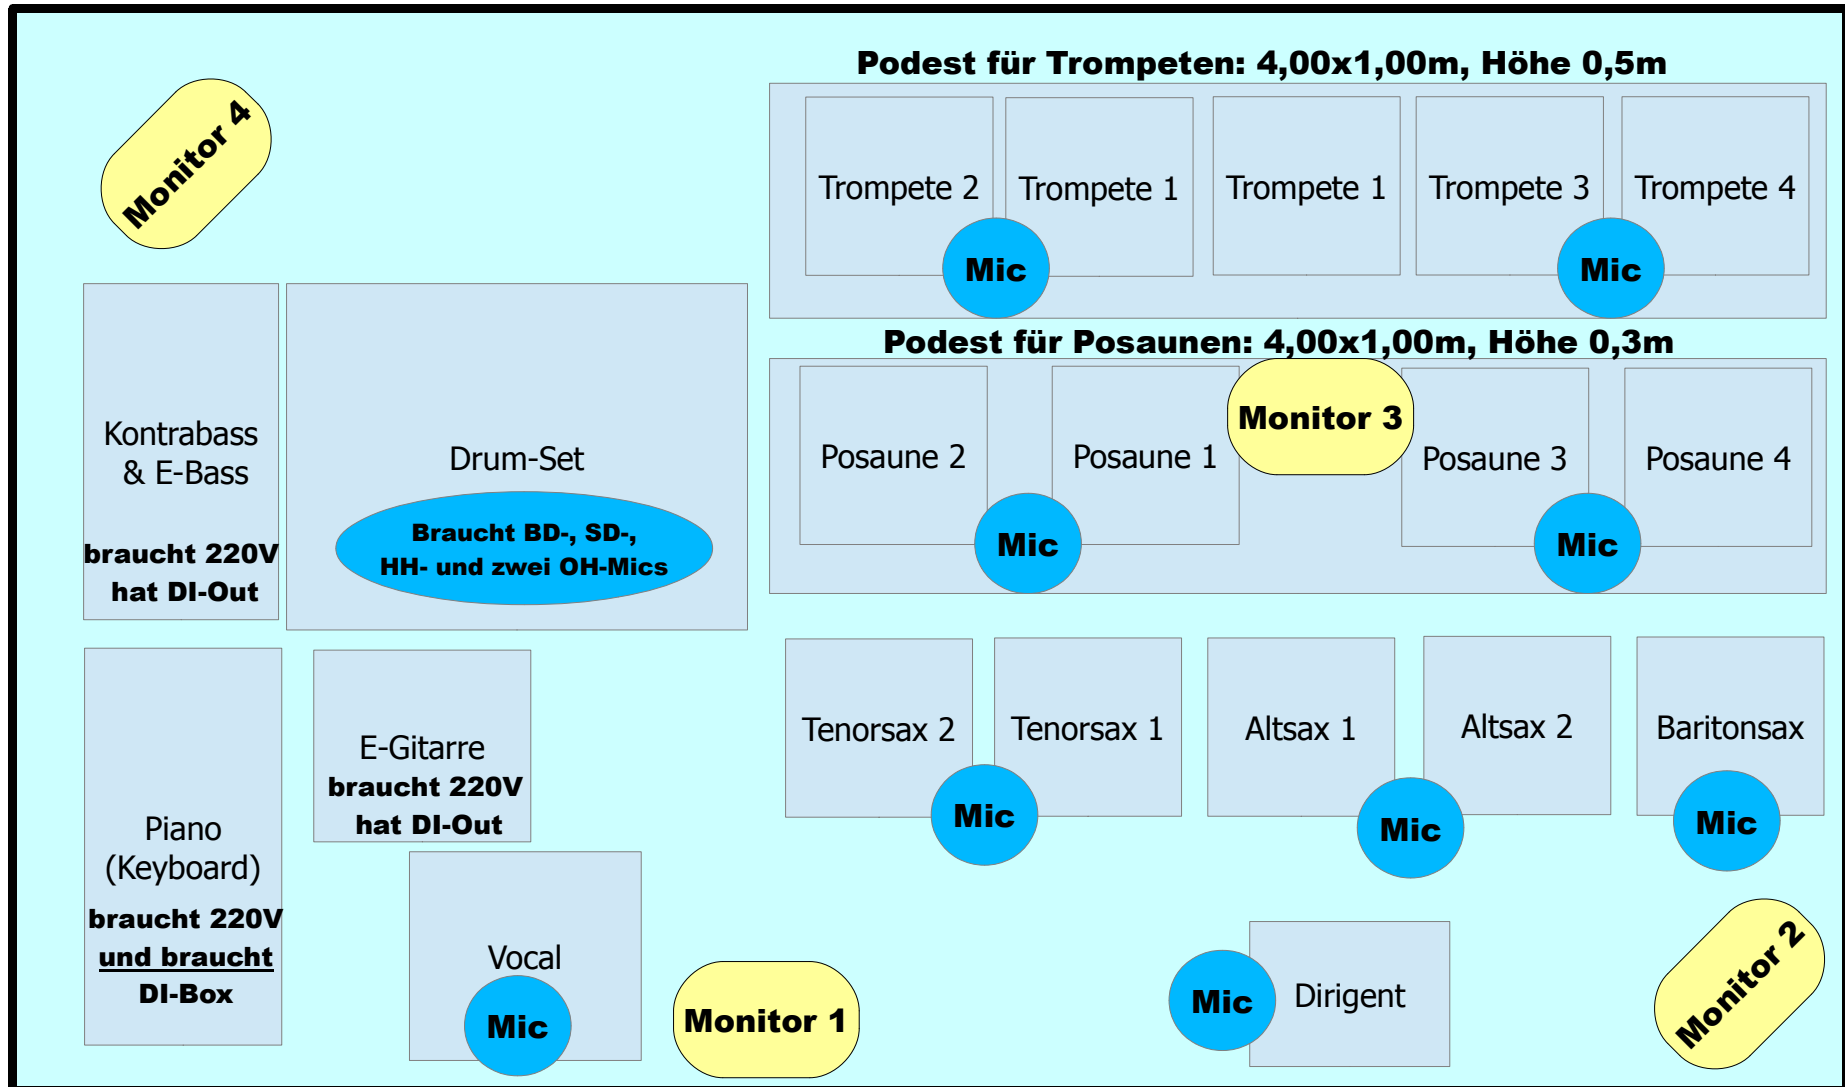 Podest für Trompeten: 4,00x1,00m, Höhe 0,5m
Monitor 4
Trompete 2
Trompete 1
Trompete 1
Trompete 3
Trompete 4
Mic
Mic
Podest für Posaunen: 4,00x1,00m, Höhe 0,3m
Kontrabass
& E-Bass
braucht 220V
hat DI-Out
Drum-Set
Braucht BD-, SD-,
HH- und zwei OH-Mics
Posaune 2
Posaune 1
Monitor 3
Posaune 3
Posaune 4
Mic
Mic
Piano
(Keyboard)
braucht 220V
und braucht
DI-Box
E-Gitarre
braucht 220V
hat DI-Out
Tenorsax 2
Tenorsax 1
Altsax 1
Altsax 2
Baritonsax
Mic
Mic
Mic
Vocal
Mic
Monitor 1
Mic
Dirigent
Monitor 2